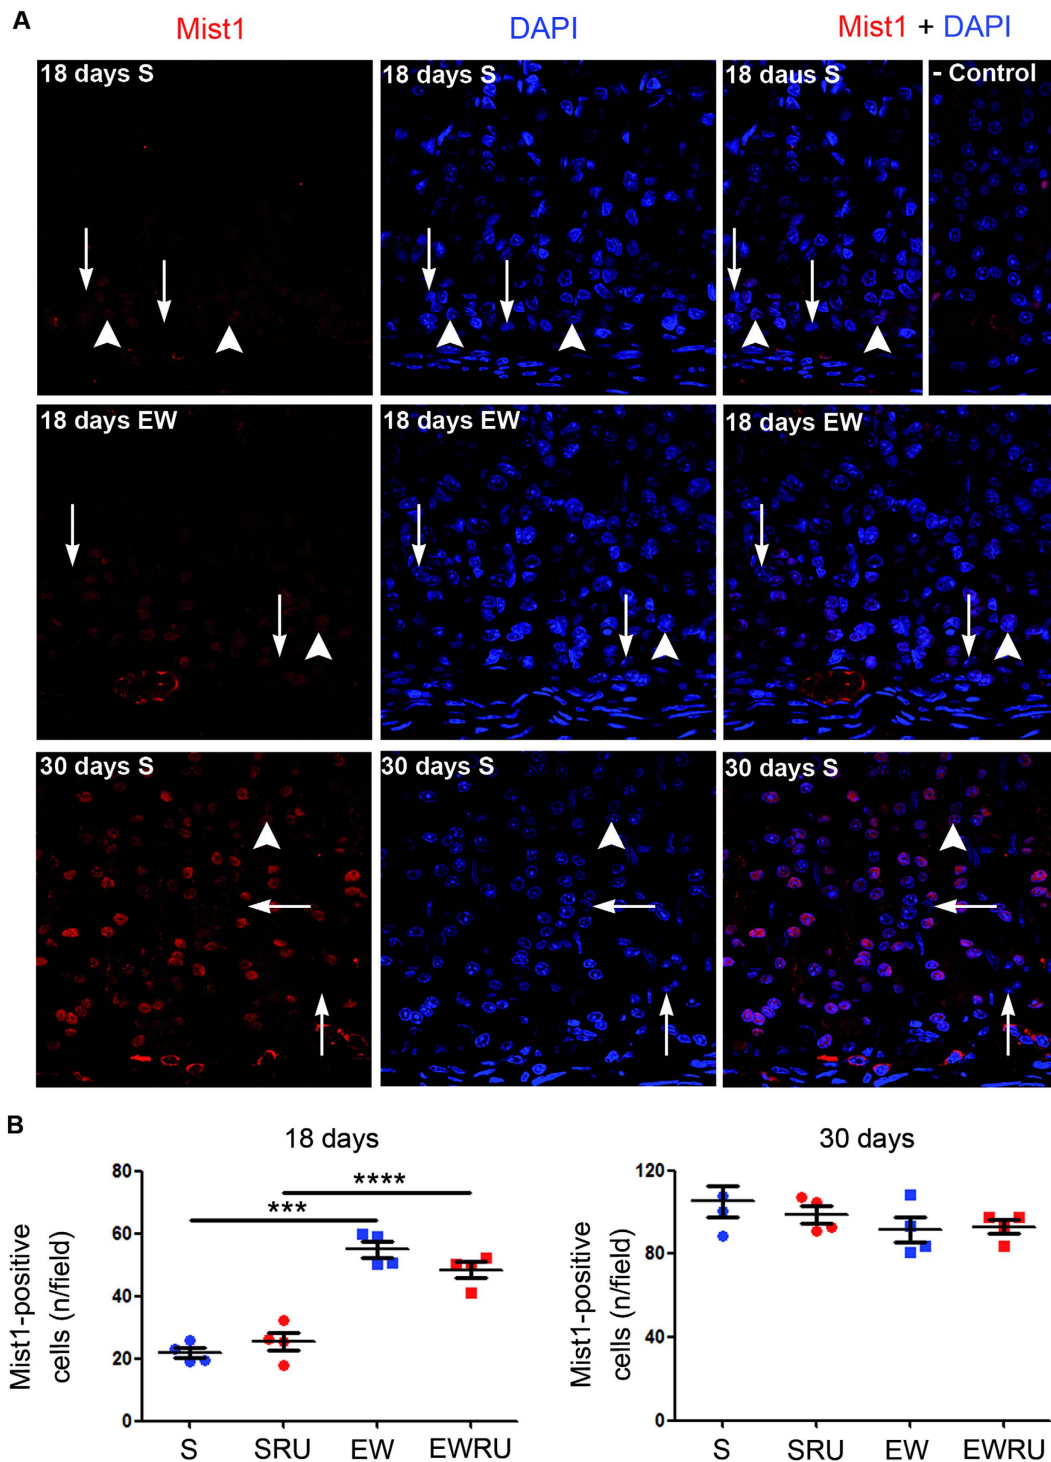 A
Mist1
DAPI
Mist1 + DAPI
18 days S
18 days S
18 daus S
- Control
18 days EW
18 days EW
18 days EW
30 days S
30 days S
30 days S
B
18 days
Mist1-positive
cells (n/field)
80
60
40
20
0
***
****
S
SRU
EW
EWRU
30 days
Mist1-positive
cells (n/field)
120
80
40
0
S
SRU
EW
EWRU